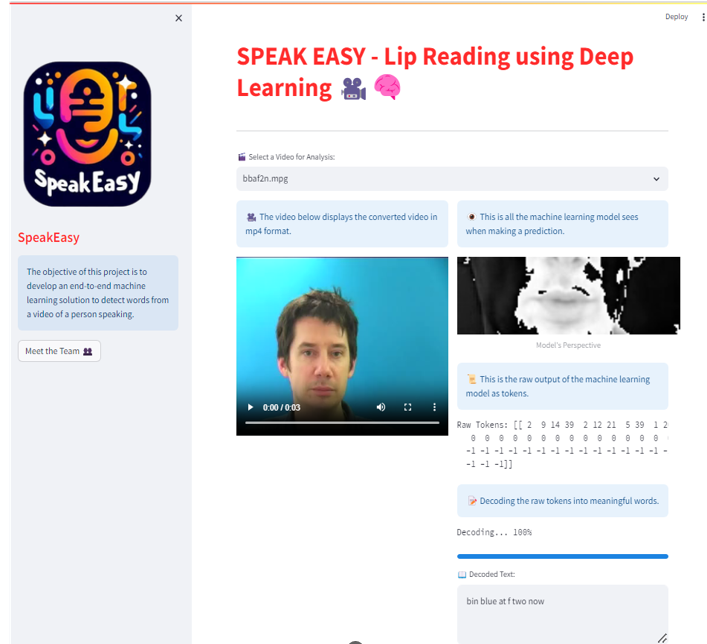 Deploy
SpeakEasy
SpeakEasy
The objective of this project is to
develop an end-to-end machine
learning solution to detect words from
a video of a person speaking.
Meet the Team 👥
SPEAK EASY - Lip Reading using Deep
Learning 🎥 🧠
🎬 Select a Video for Analysis:
bbaf2n.mpg
🎥 The video below displays the converted video in
mp4 format.
0:00 / 0:03
👁️ This is all the machine learning model sees
when making a prediction.
Model's Perspective
📜 This is the raw output of the machine learning
model as tokens.
Raw Tokens: [[ 2 9 14 39 2 12 21 5 39 1 2
0 0 0 0 0 0 0 0 0 0 0 0 0
-1 -1 -1 -1 -1 -1 -1 -1 -1 -1 -1 -1 -1 -
-1 -1 -1]]
📝 Decoding the raw tokens into meaningful words.
Decoding... 100%
📖 Decoded Text:
bin blue at f two now